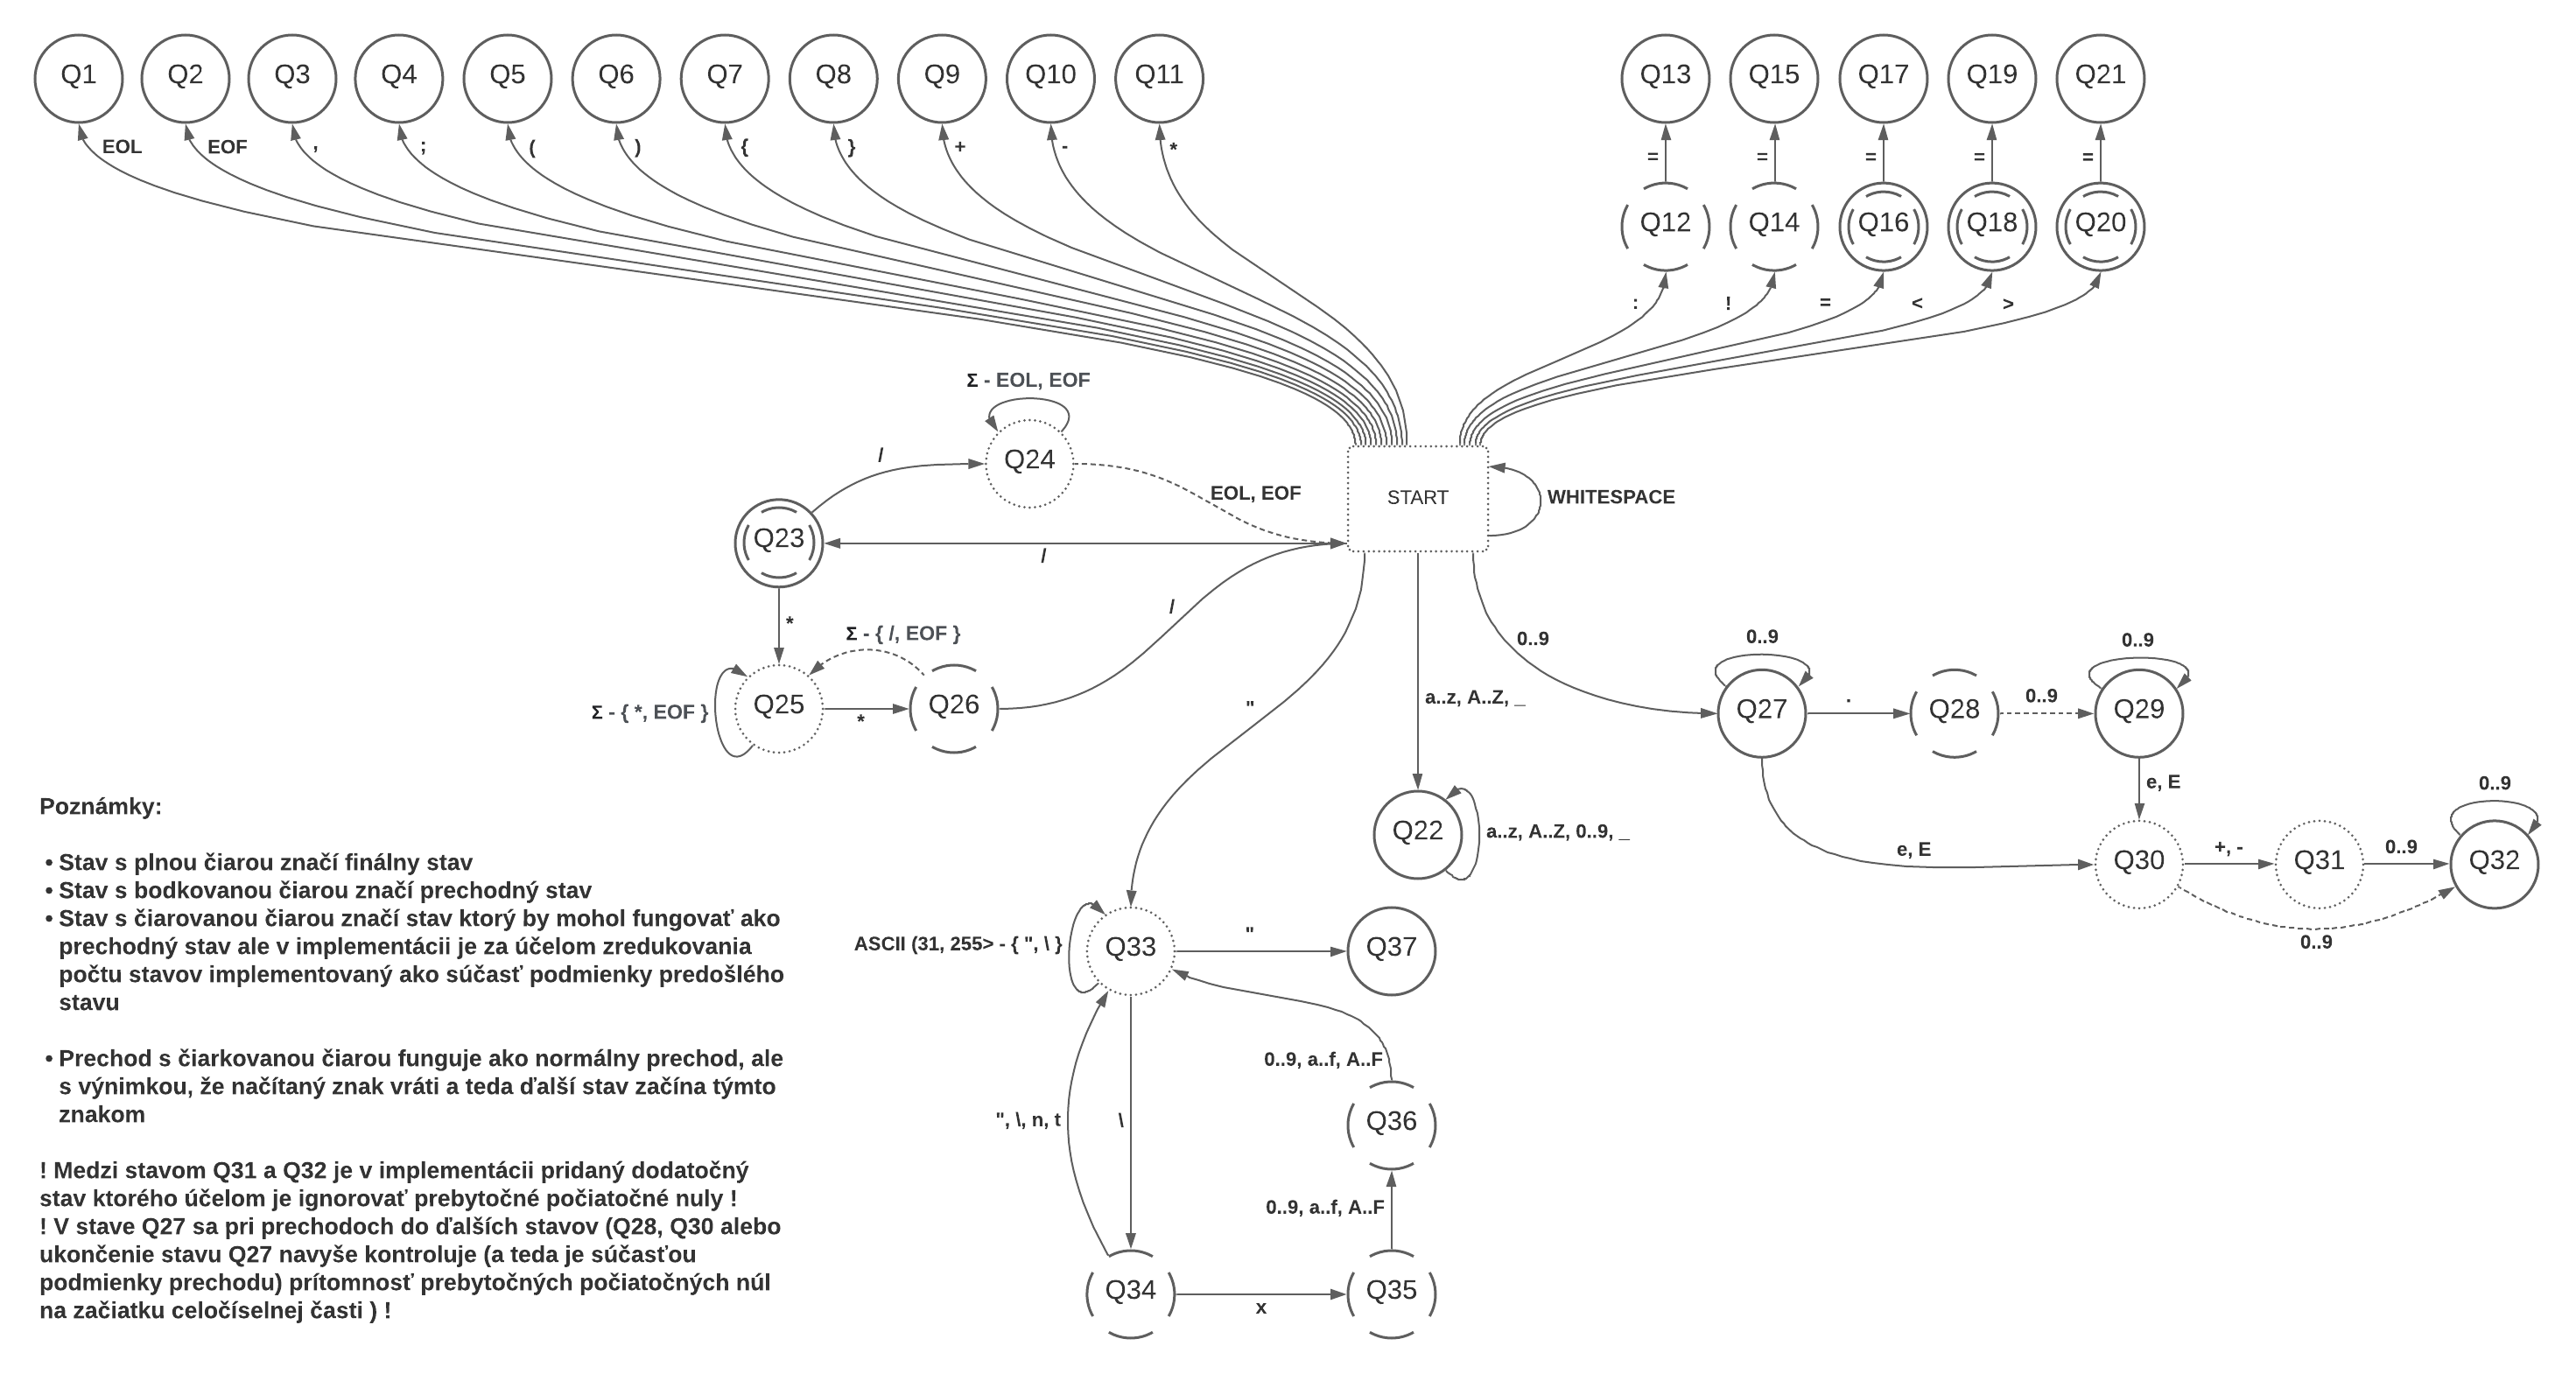 Q1 Q2 Q3 Q4 Q5 Q6 Q7 Q8 Q9 Q10 Q11 Q13 Q15 Q17 Q19 Q21
EOL EOF , ; ( ) { } + - * = = = = =
Q12 Q14 Q16 Q18 Q20
: ! = < >
Σ - EOL, EOF
/ Q24
EOL, EOF
START
WHITESPACE
Q23
/
*
Σ - { /, EOF }
/
0..9
0..9
0..9
Q25
*
Q26
Σ - { *, EOF }
"
a..z, A..Z, _
Q27
.
Q28
0..9
Q29
e, E
0..9
Q22
a..z, A..Z, 0..9, _
e, E
Q30
+, -
Q31
0..9
Q32
0..9
ASCII (31, 255> - { ", \ }
Q33
"
Q37
0..9, a..f, A..F
", \, n, t
\
Q36
0..9, a..f, A..F
Q34
x
Q35
Poznámky:
• Stav s plnou čiarou značí finálny stav
• Stav s bodkovanou čiarou značí prechodný stav
• Stav s čiarovanou čiarou značí stav ktorý by mohol fungovať ako
prechodný stav ale v implementácii je za účelom zredukovania
počtu stavov implementovaný ako súčasť podmienky predošlého
stavu
• Prechod s čiarkovanou čiarou funguje ako normálny prechod, ale
s výnimkou, že načítaný znak vráti a teda ďalší stav začína týmto
znakom
! Medzi stavom Q31 a Q32 je v implementácii pridaný dodatočný
stav ktorého účelom je ignorovať prebytočné počiatočné nuly !
! V stave Q27 sa pri prechodoch do ďalších stavov (Q28, Q30 alebo
ukončenie stavu Q27 navyše kontroluje (a teda je súčasťou
podmienky prechodu) prítomnosť prebytočných počiatočných núl
na začiatku celočíselnej časti ) !